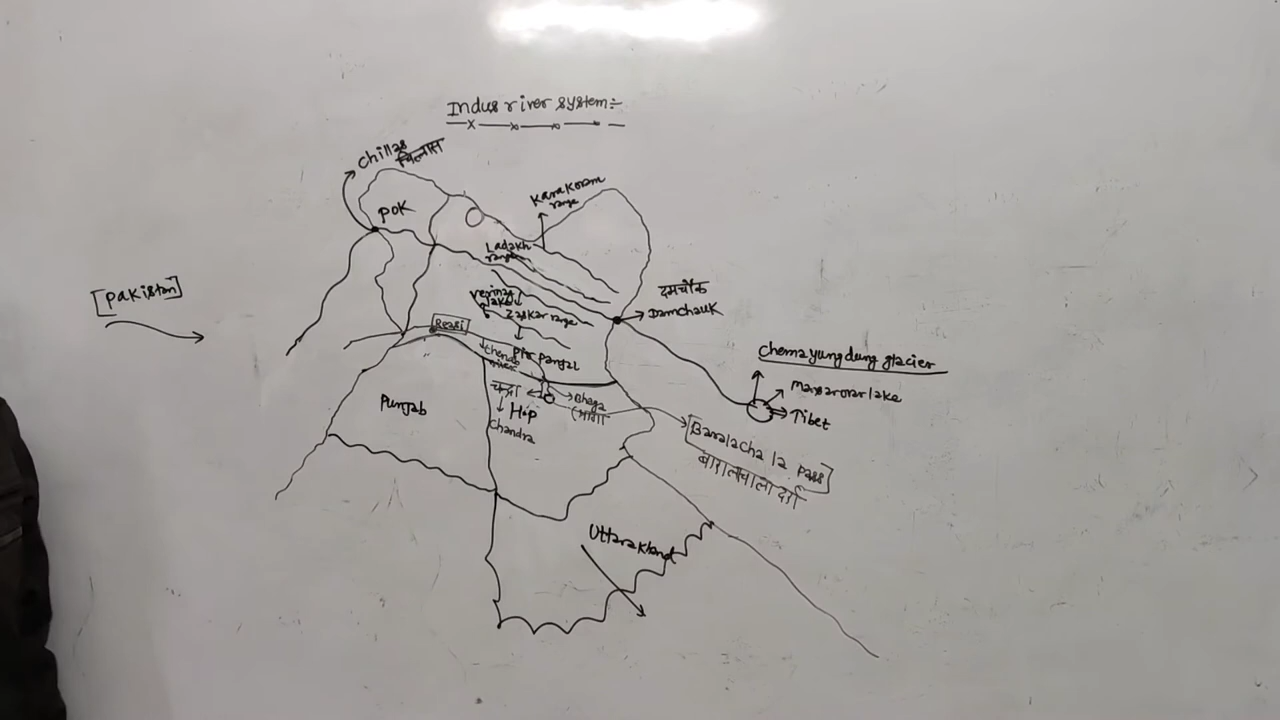 Indus river system:-
Chillas
चिलास
POK
Karakoram
range
Ladakh
range
[Pakistan]
Verinag
lake
Zaskar range
दमचौक
Damchauk
Reasi
Chenab
river
Pir Panjal
Chemayungdung glacier
Mansarovar lake
Tibet
Punjab
चन्द्रा
Bhaga
(भागा
H.P
Chandra
[Baralacha la pass]
बारालाचाला दर्रा
Uttarakhand